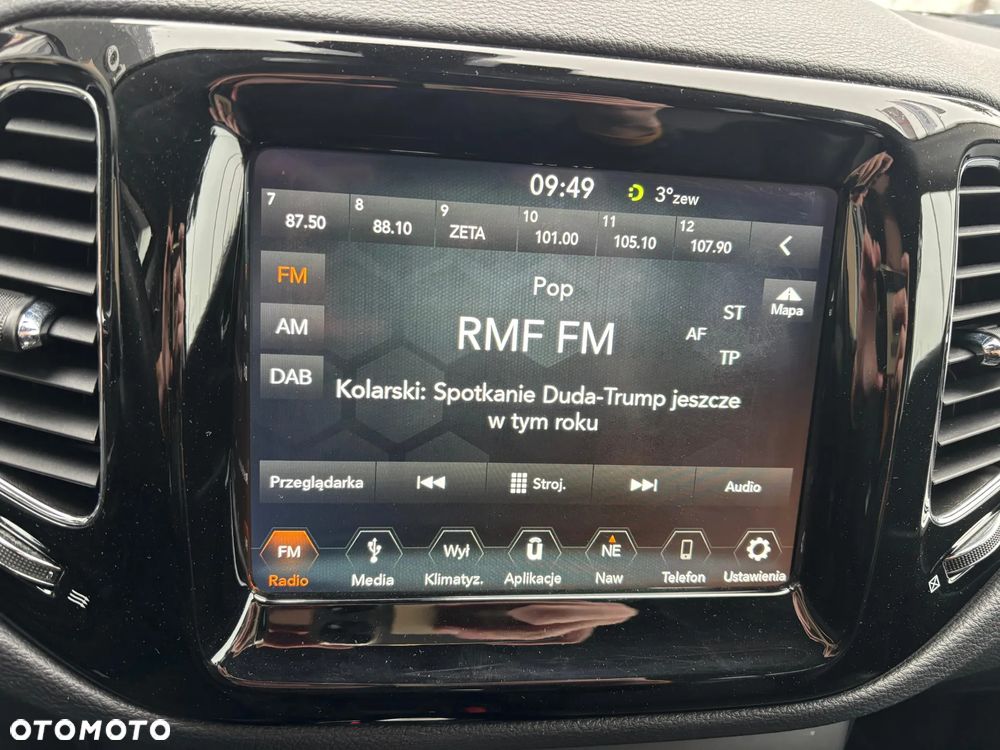 09:49 3°zew
7 87.50 8 88.10 9 ZETA 10 101.00 11 105.10 12 107.90
FM
Pop
ST
Mapa
AM
RMF FM
AF
TP
DAB
Kolarski: Spotkanie Duda-Trump jeszcze
w tym roku
Przeglądarka Stroj. Audio
FM Wył ū NE
Radio Media Klimatyz. Aplikacje Naw Telefon Ustawienia
OTOMOTO